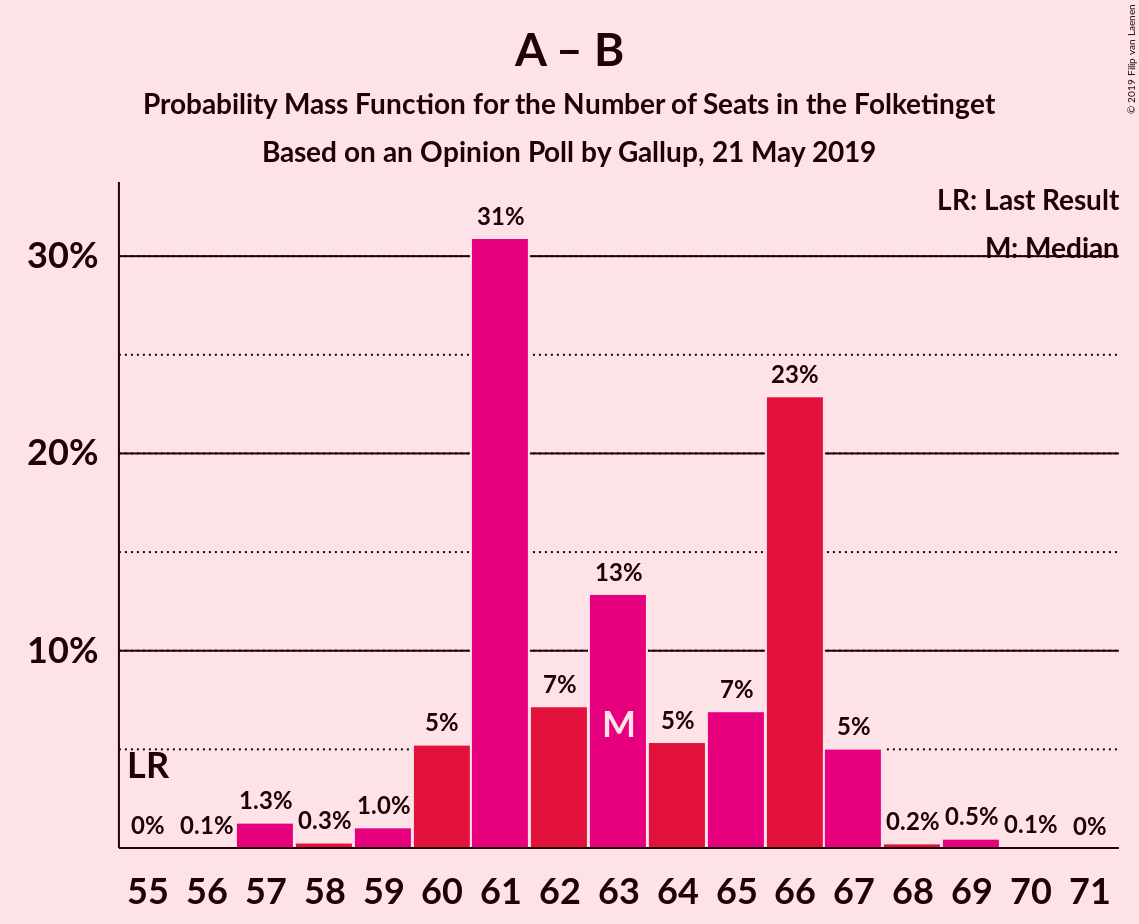 A – B
Probability Mass Function for the Number of Seats in the Folketinget
Based on an Opinion Poll by Gallup, 21 May 2019
© 2019 Filip van Laenen
LR: Last Result
M: Median
30%
20%
10%
LR
M
0%
0.1%
1.3%
0.3%
1.0%
5%
31%
7%
13%
5%
7%
23%
5%
0.2%
0.5%
0.1%
0%
55 56 57 58 59 60 61 62 63 64 65 66 67 68 69 70 71